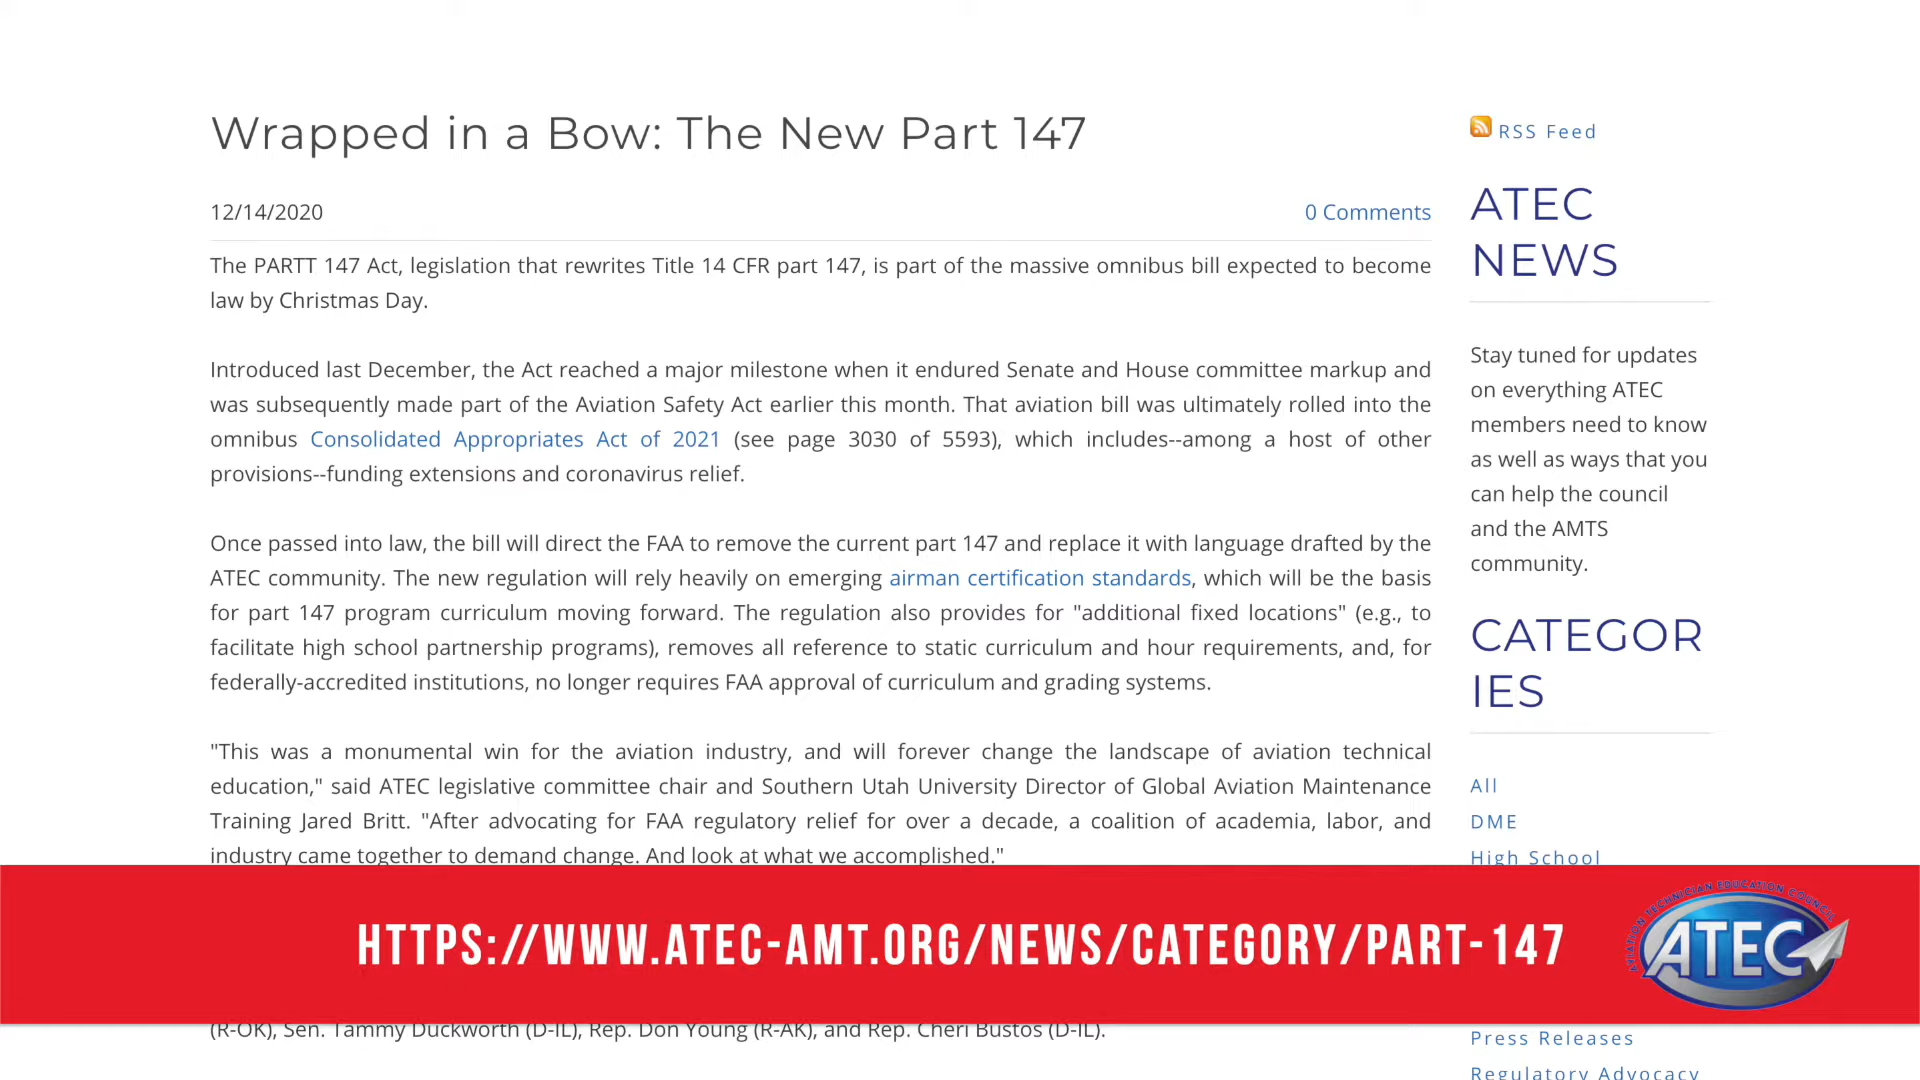 Wrapped in a Bow: The New Part 147
12/14/2020
0 Comments
The PARTT 147 Act, legislation that rewrites Title 14 CFR part 147, is part of the massive omnibus bill expected to become
law by Christmas Day.
Introduced last December, the Act reached a major milestone when it endured Senate and House committee markup and
was subsequently made part of the Aviation Safety Act earlier this month. That aviation bill was ultimately rolled into the
omnibus Consolidated Appropriates Act of 2021 (see page 3030 of 5593), which includes--among a host of other
provisions--funding extensions and coronavirus relief.
Once passed into law, the bill will direct the FAA to remove the current part 147 and replace it with language drafted by the
ATEC community. The new regulation will rely heavily on emerging airman certification standards, which will be the basis
for part 147 program curriculum moving forward. The regulation also provides for "additional fixed locations" (e.g., to
facilitate high school partnership programs), removes all reference to static curriculum and hour requirements, and, for
federally-accredited institutions, no longer requires FAA approval of curriculum and grading systems.
"This was a monumental win for the aviation industry, and will forever change the landscape of aviation technical
education," said ATEC legislative committee chair and Southern Utah University Director of Global Aviation Maintenance
Training Jared Britt. "After advocating for FAA regulatory relief for over a decade, a coalition of academia, labor, and
industry came together to demand change. And look at what we accomplished."
(R-OK), Sen. Tammy Duckworth (D-IL), Rep. Don Young (R-AK), and Rep. Cheri Bustos (D-IL).
RSS Feed
ATEC
NEWS
Stay tuned for updates
on everything ATEC
members need to know
as well as ways that you
can help the council
and the AMTS
community.
CATEGOR
IES
All
DME
High School
Press Releases
Regulatory Advocacy
HTTPS://WWW.ATEC-AMT.ORG/NEWS/CATEGORY/PART-147
AVIATION TECHNICIAN EDUCATION COUNCIL
ATEC